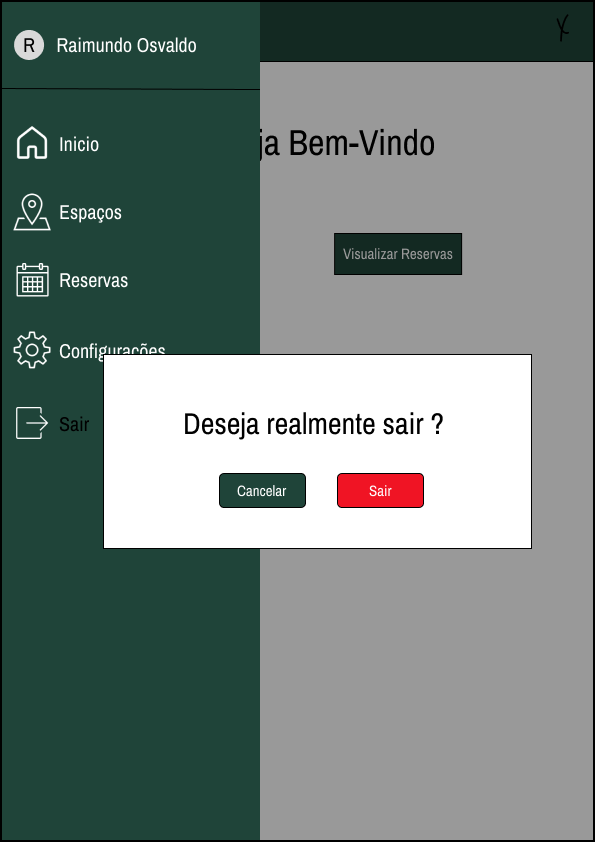 R Raimundo Osvaldo
ja Bem-Vindo
Inicio
Espaços
Visualizar Reservas
Reservas
Configurações
Sair
Deseja realmente sair ?
Cancelar
Sair